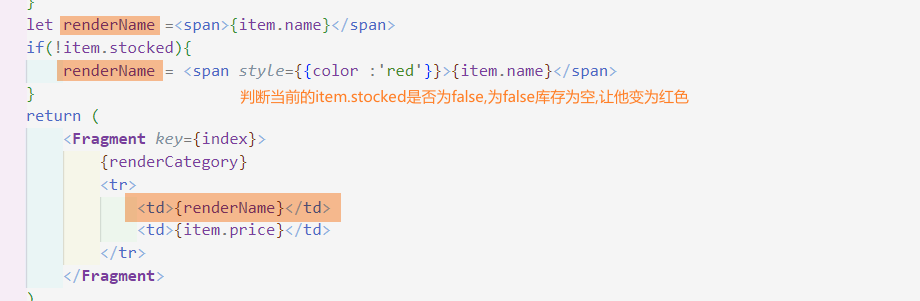 }
let renderName =<span>{item.name}</span>
if(!item.stocked){
renderName = <span style={{color :'red'}}>{item.name}</span>
}
判断当前的item.stocked是否为false,为false库存为空,让他变为红色
return (
<Fragment key={index}>
{renderCategory}
<tr>
<td>{renderName}</td>
<td>{item.price}</td>
</tr>
</Fragment>
)